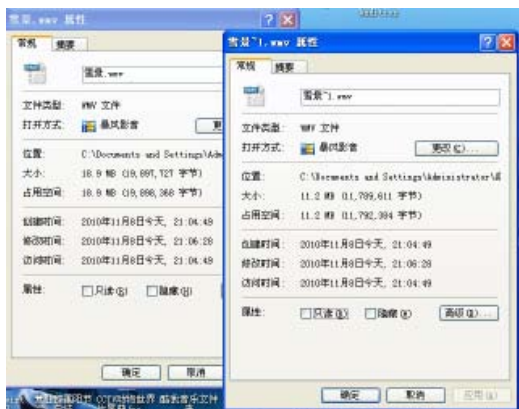 雪景.wmv 属性
常规 摘要
雪景.wmv
文件类型: WMV 文件
打开方式: 暴风影音
位置: C:\Documents and Settings\Adm
大小: 18.9 MB (19,897,727 字节)
占用空间: 18.9 MB (19,898,368 字节)
创建时间: 2010年11月8日今天, 21:04:49
修改时间: 2010年11月8日今天, 21:06:28
访问时间: 2010年11月8日今天, 21:04:49
属性: 只读(R) 隐藏(H)
确定 取消
雪景~1.wmv 属性
常规 摘要
雪景~1.wmv
文件类型: WMV 文件
打开方式: 暴风影音 更改(C)...
位置: C:\Documents and Settings\Administrator\桌
大小: 11.2 MB (11,789,611 字节)
占用空间: 11.2 MB (11,792,384 字节)
创建时间: 2010年11月8日今天, 21:04:49
修改时间: 2010年11月8日今天, 21:06:28
访问时间: 2010年11月8日今天, 21:04:49
属性: 只读(R) 隐藏(H) 高级(D)...
确定 取消 应用(A)